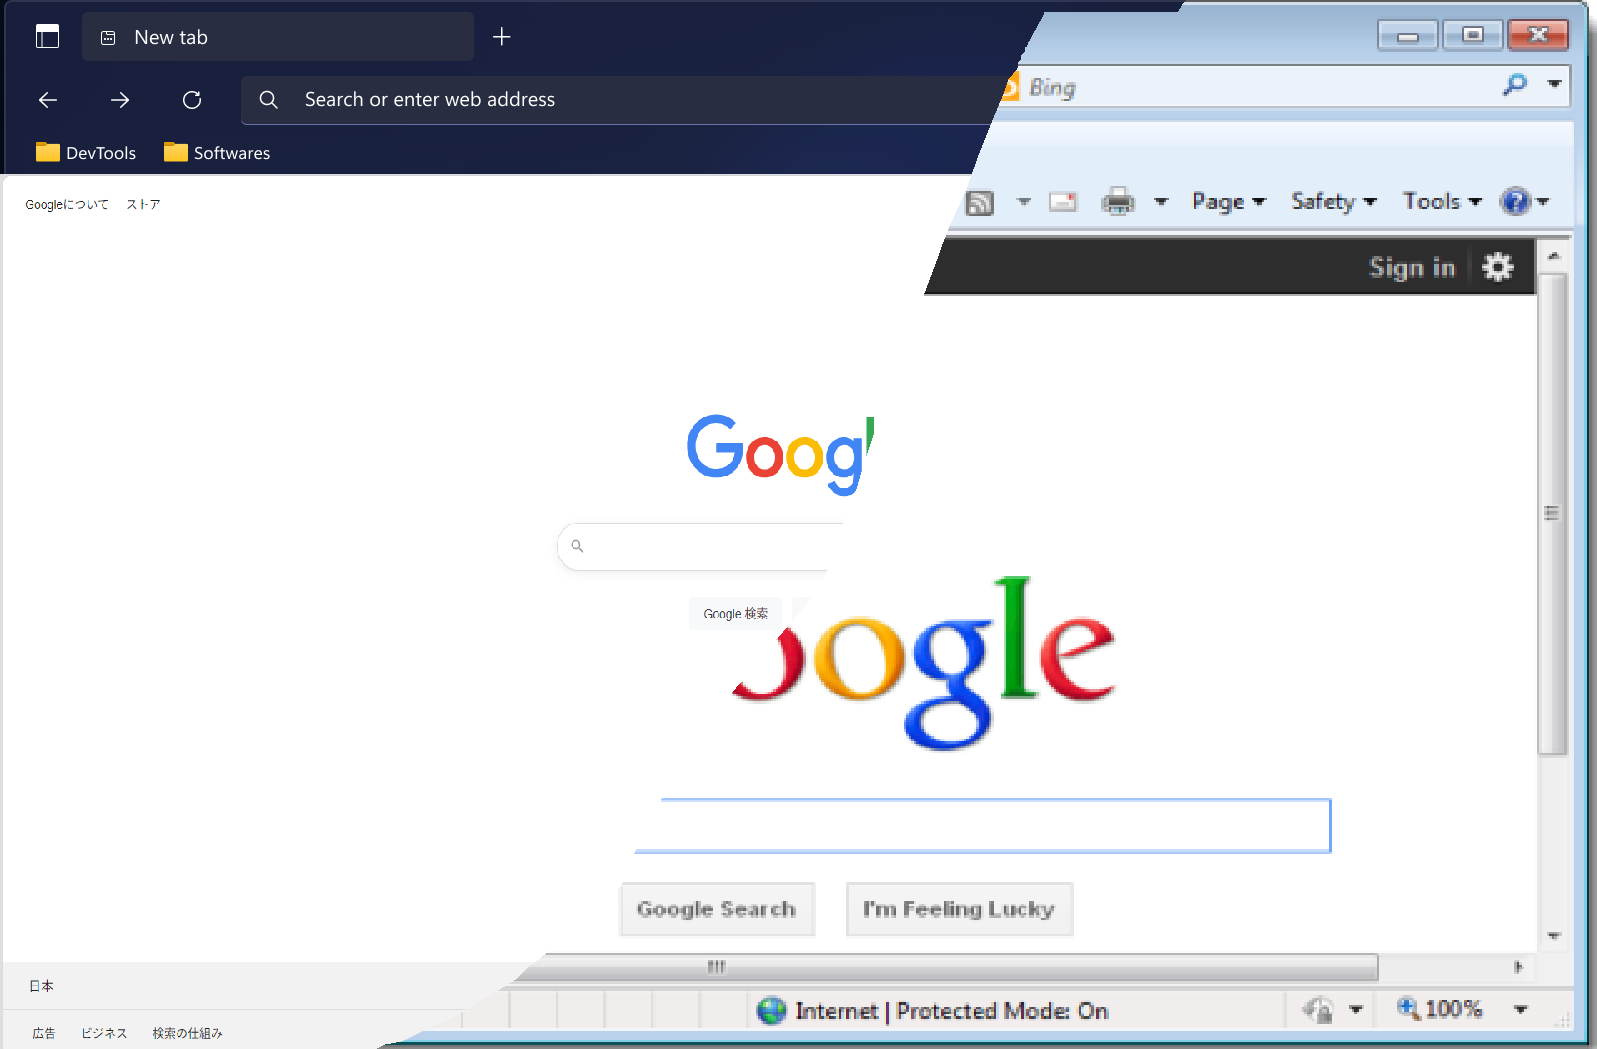 New tab
Search or enter web address
Bing
DevTools Softwares
Page Safety Tools
Googleについて ストア
Sign in
Goog
Google 検索
ogle
Google Search I'm Feeling Lucky
日本
Internet | Protected Mode: On 100%
広告 ビジネス 検索の仕組み